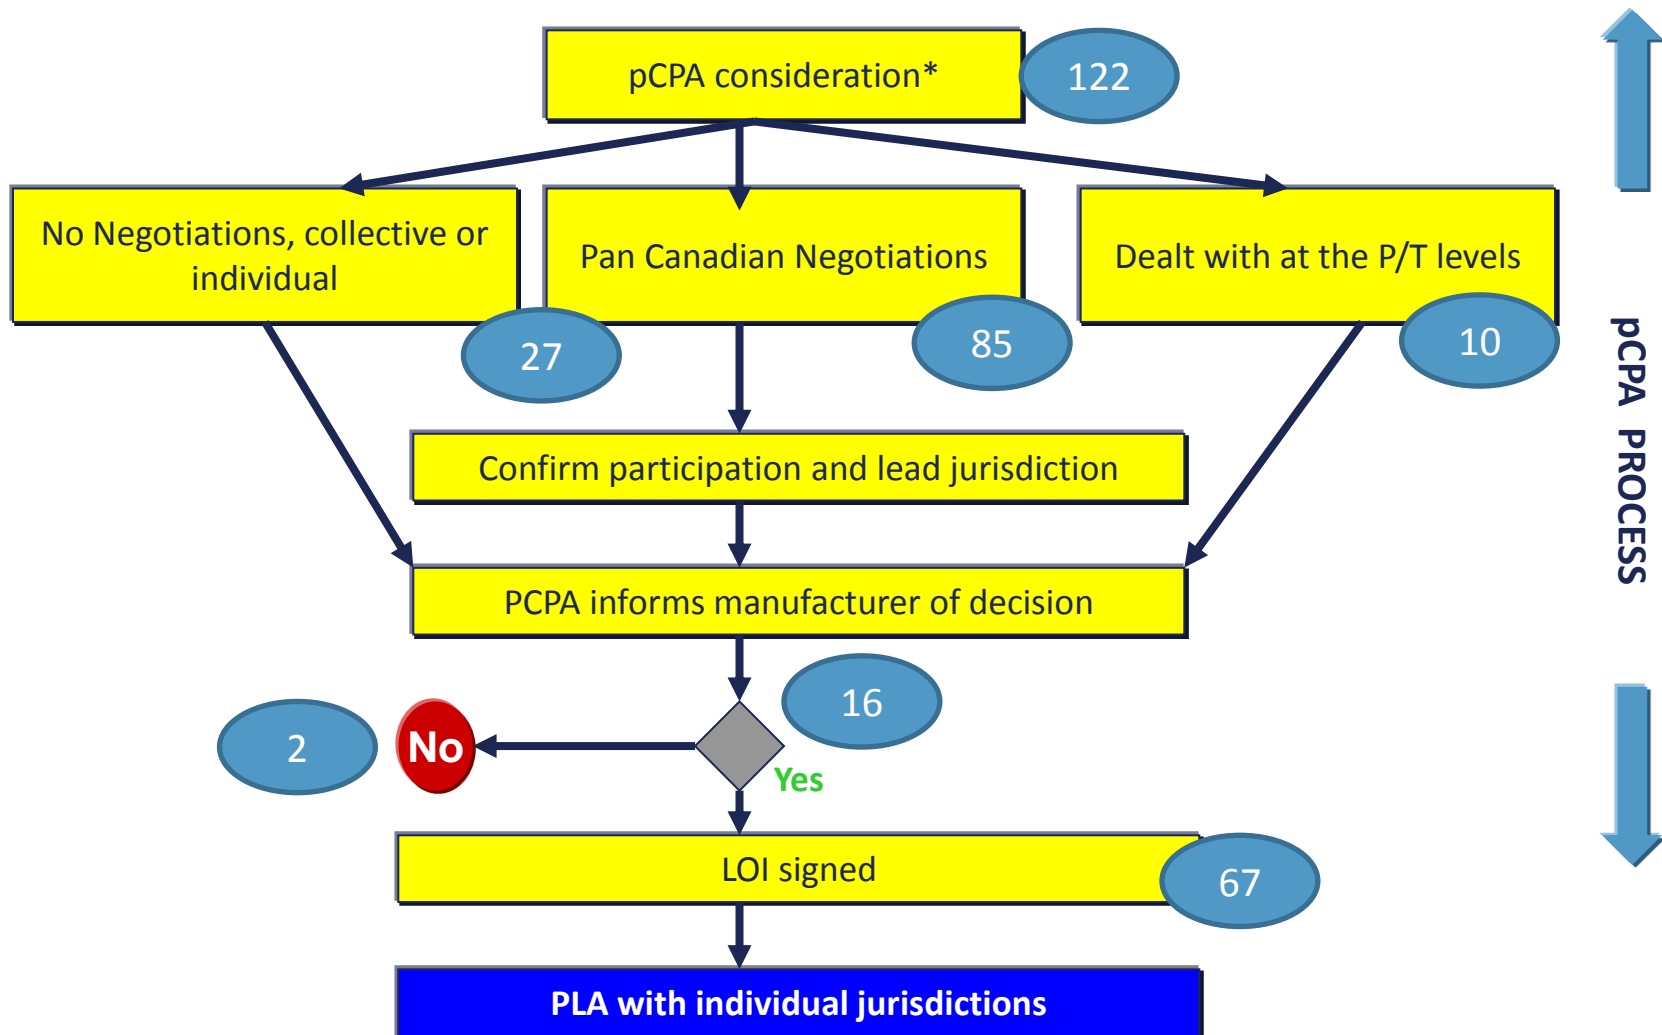 pCPA consideration*
122
No Negotiations, collective or
individual
27
Pan Canadian Negotiations
85
Dealt with at the P/T levels
10
Confirm participation and lead jurisdiction
PCPA informs manufacturer of decision
16
2
No
Yes
LOI signed
67
PLA with individual jurisdictions
pCPA PROCESS